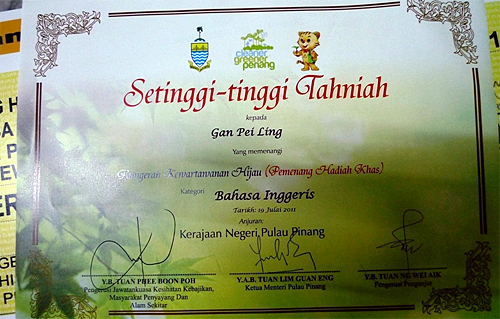 cleaner
greener
penang
Setinggi-tinggi Tahniah
kepada
Gan Pei Ling
Yang memenangi
Kewartawanan Hijau (Pemenang Hadiah Khas)
Kategori
Bahasa Inggeris
Tarikh: 19 Julai 2011
Anjuran:
Kerajaan Negeri, Pulau Pinang
Y.B. TUAN PHEE BOON POH
Pengerusi Jawatankuasa Kesihatan Kebajikan,
Masyarakat Penyayang Dan
Alam Sekitar
Y.A.B. TUAN LIM GUAN ENG
Ketua Menteri Pulau Pinang
Y.B. TUAN NG WEI AIK
Pengerusi Penganjur